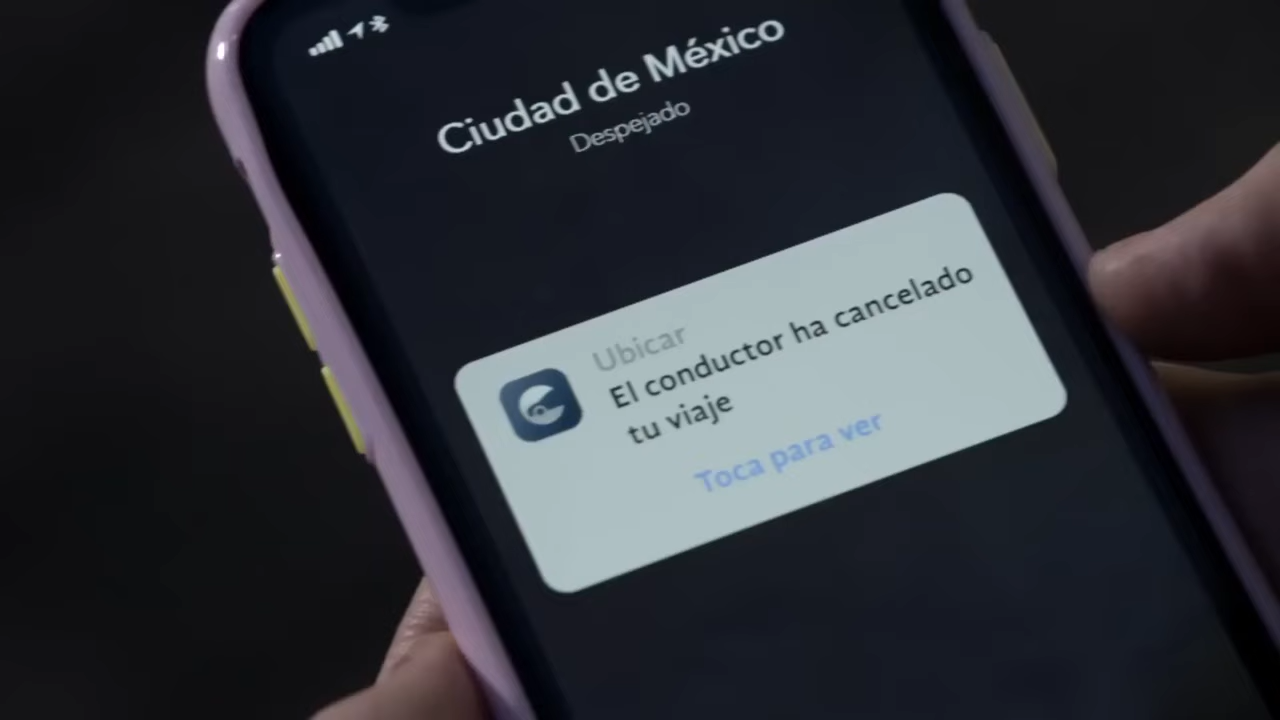 Ciudad de México
Despejado
Ubicar
El conductor ha cancelado
tu viaje
Toca para ver